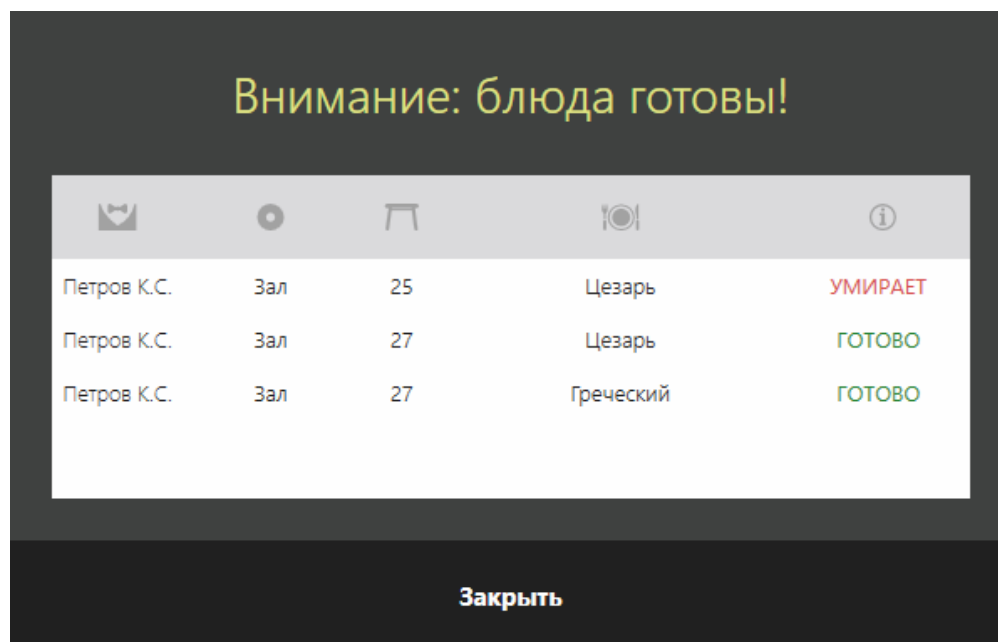 Внимание: блюда готовы!
Петров К.С. Зал 25 Цезарь УМИРАЕТ
Петров К.С. Зал 27 Цезарь ГОТОВО
Петров К.С. Зал 27 Греческий ГОТОВО
Закрыть